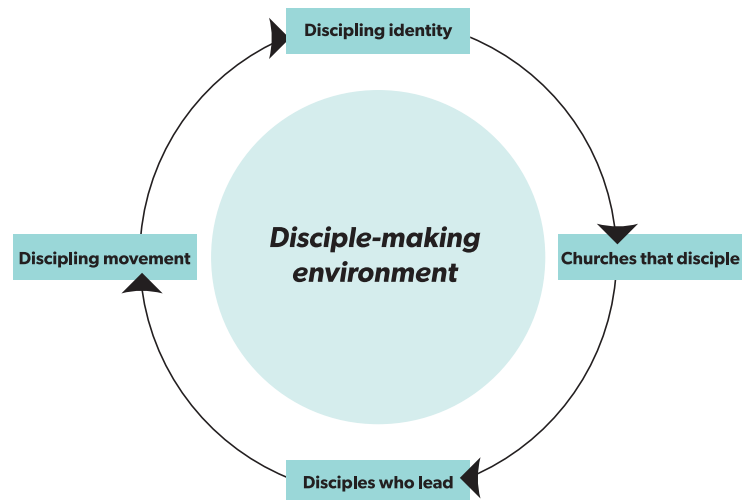 Discipling identity
Disciple-making
environment
Discipling movement
Churches that disciple
Disciples who lead